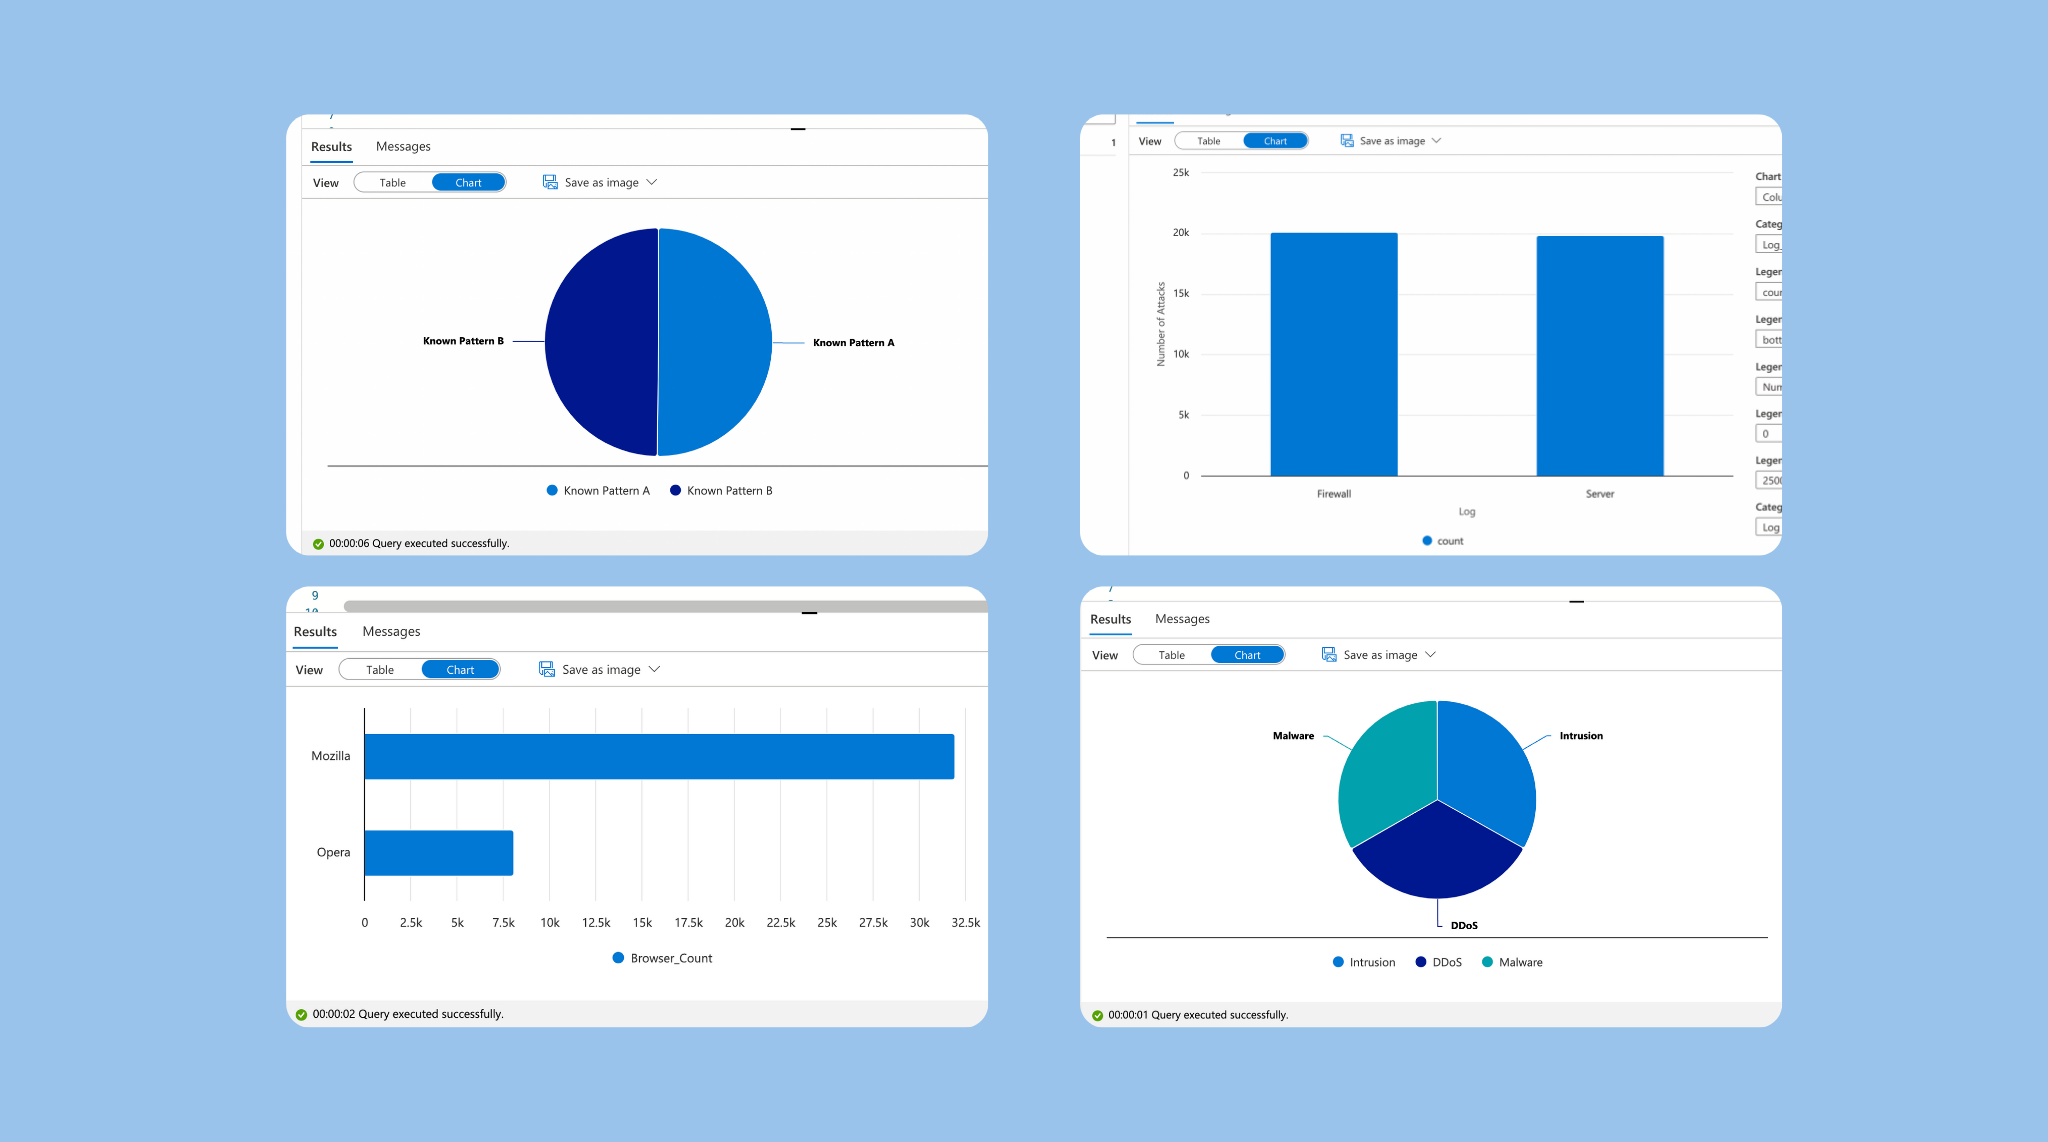 Results Messages
View Table Chart Save as image
Known Pattern B
Known Pattern A
Known Pattern A Known Pattern B
00:00:06 Query executed successfully.
1
View Table Chart Save as image
25k
20k
15k
10k
5k
0
Number of Attacks
Firewall Server
Log
count
Chart
Categ
Log
Legen
Legen
Legen
Legen
0
Legen
Categ
Log
9
Results Messages
View Table Chart Save as image
Mozilla
Opera
0 2.5k 5k 7.5k 10k 12.5k 15k 17.5k 20k 22.5k 25k 27.5k 30k 32.5k
Browser_Count
00:00:02 Query executed successfully.
Results Messages
View Table Chart Save as image
Malware
Intrusion
DDoS
Intrusion DDoS Malware
00:00:01 Query executed successfully.